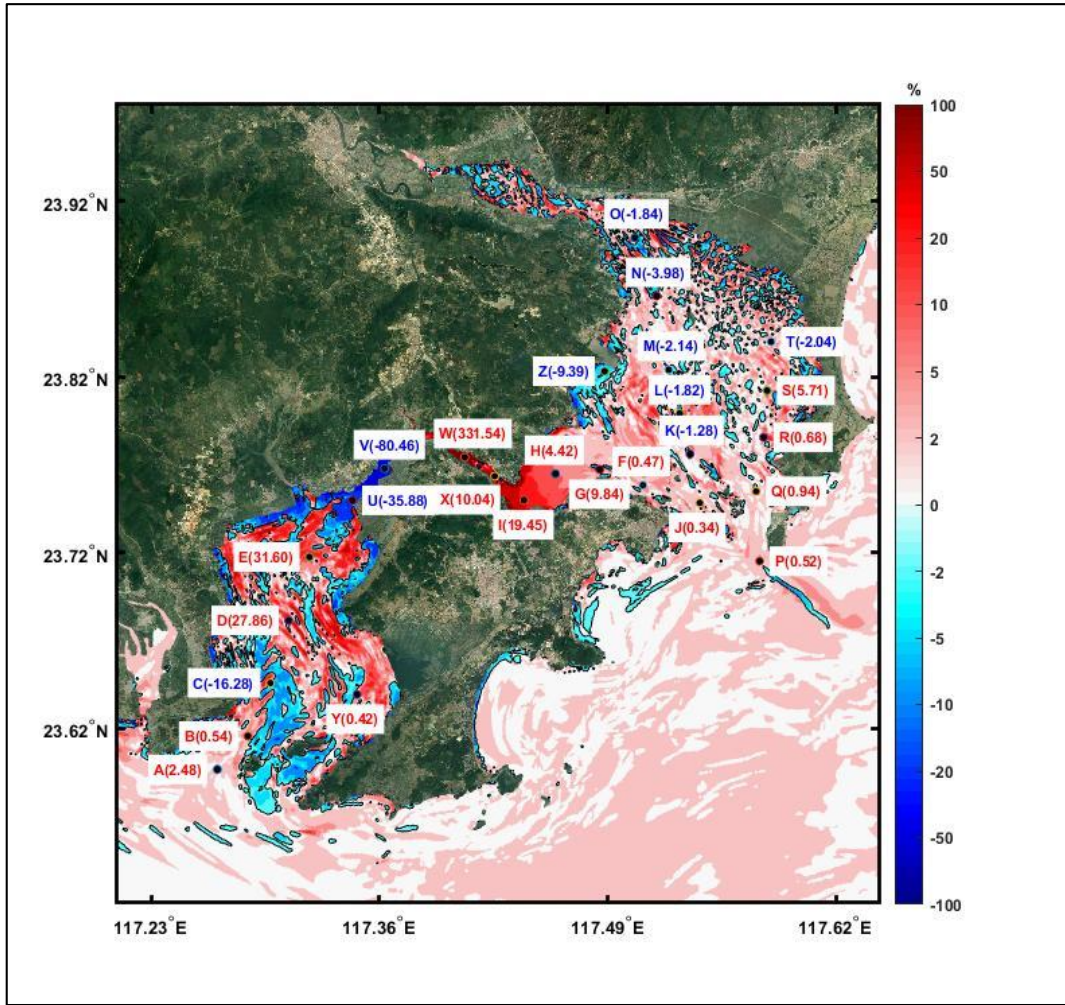 %
100
50
20
10
5
2
0
-2
-5
-10
-20
-50
-100
23.92°N
23.82°N
23.72°N
23.62°N
117.23°E
117.36°E
117.49°E
117.62°E
O(-1.84)
N(-3.98)
M(-2.14)
T(-2.04)
Z(-9.39)
L(-1.82)
S(5.71)
K(-1.28)
W(331.54)
V(-80.46)
H(4.42)
F(0.47)
R(0.68)
U(-35.88)
X(10.04)
G(9.84)
Q(0.94)
I(19.45)
J(0.34)
E(31.60)
P(0.52)
D(27.86)
C(-16.28)
Y(0.42)
B(0.54)
A(2.48)